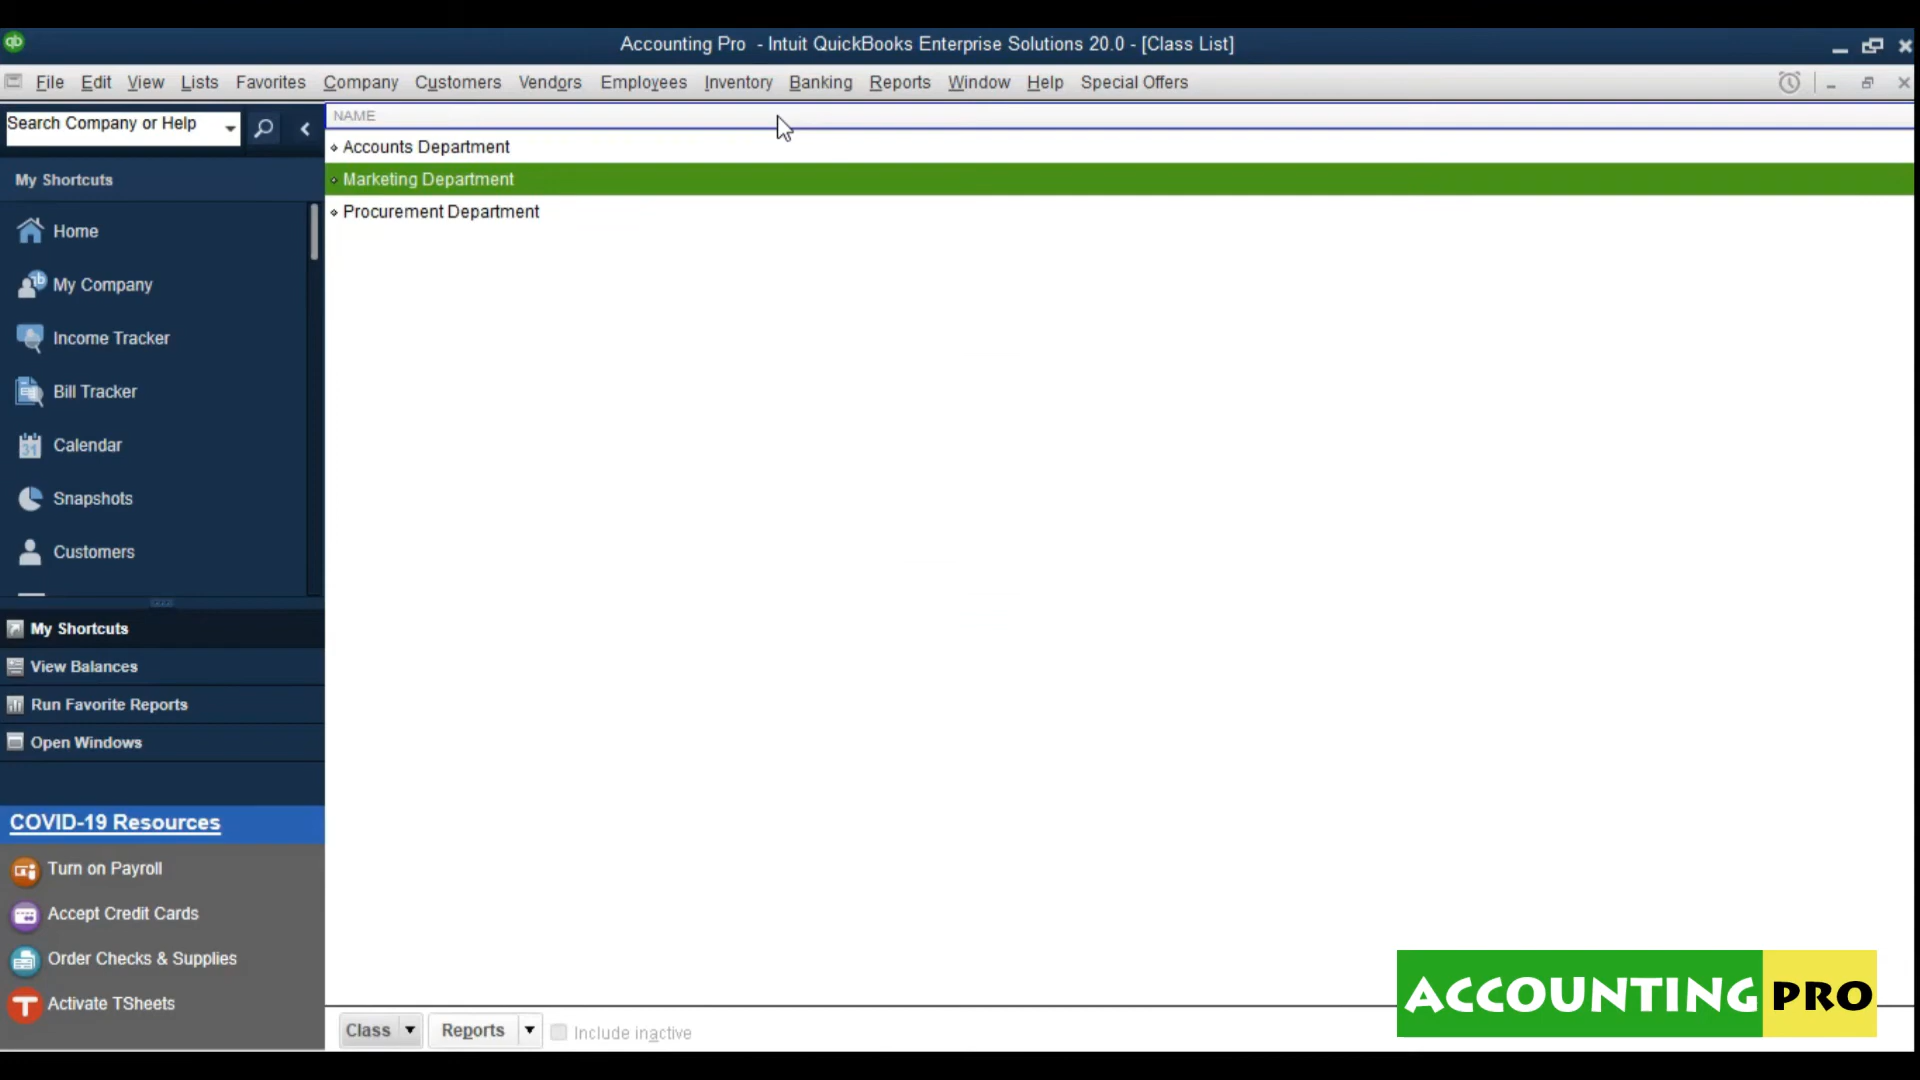 Accounting Pro - Intuit QuickBooks Enterprise Solutions 20.0 - [Class List]
File Edit View Lists Favorites Company Customers Vendors Employees Inventory Banking Reports Window Help Special Offers
Search Company or Help
NAME
Accounts Department
Marketing Department
Procurement Department
My Shortcuts
Home
My Company
Income Tracker
Bill Tracker
31
Calendar
Snapshots
Customers
My Shortcuts
View Balances
Run Favorite Reports
Open Windows
COVID-19 Resources
Turn on Payroll
Accept Credit Cards
Order Checks & Supplies
Activate TSheets
Class Reports Include inactive
ACCOUNTING PRO